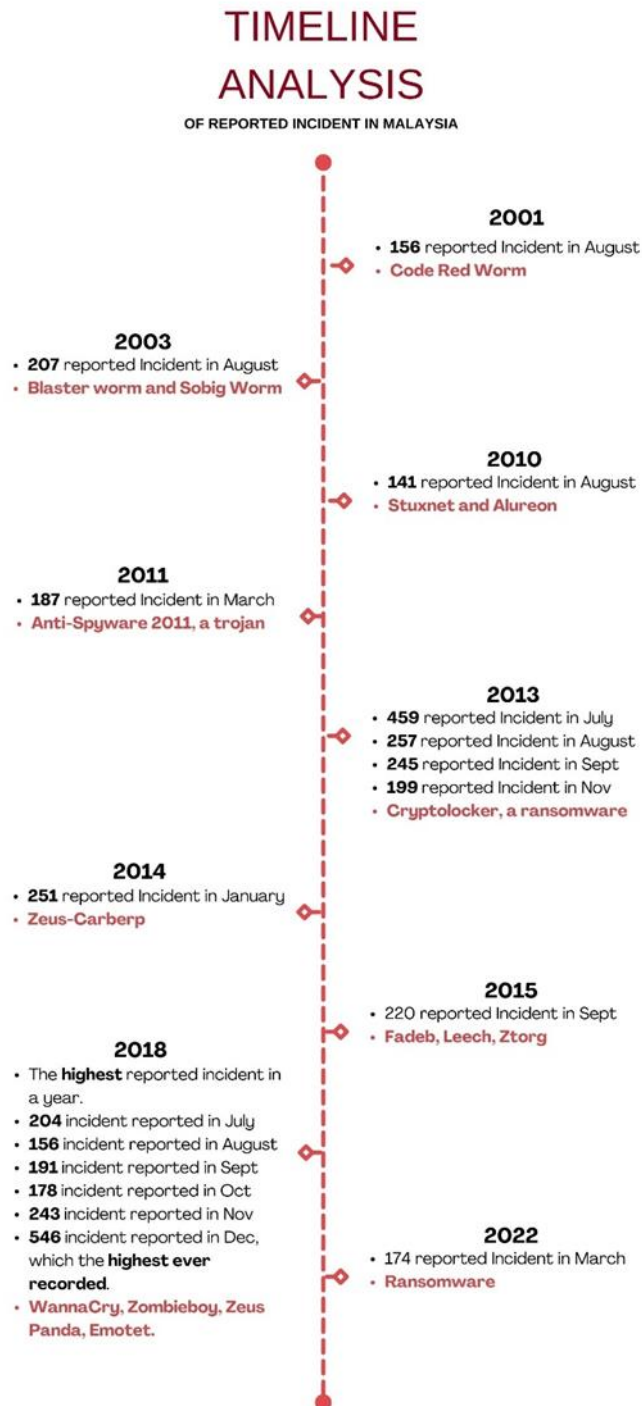 TIMELINE
ANALYSIS
OF REPORTED INCIDENT IN MALAYSIA
2001
• 156 reported Incident in August
• Code Red Worm
2003
• 207 reported Incident in August
• Blaster worm and Sobig Worm
2010
• 141 reported Incident in August
• Stuxnet and Alureon
2011
• 187 reported Incident in March
• Anti-Spyware 2011, a trojan
2013
• 459 reported Incident in July
• 257 reported Incident in August
• 245 reported Incident in Sept
• 199 reported Incident in Nov
• Cryptolocker, a ransomware
2014
• 251 reported Incident in January
• Zeus-Carberp
2015
• 220 reported Incident in Sept
• Fadeb, Leech, Ztorg
2018
• The highest reported incident in
a year.
• 204 incident reported in July
• 156 incident reported in August
• 191 incident reported in Sept
• 178 incident reported in Oct
• 243 incident reported in Nov
• 546 incident reported in Dec,
which the highest ever
recorded.
• WannaCry, Zombieboy, Zeus
Panda, Emotet.
2022
• 174 reported Incident in March
• Ransomware